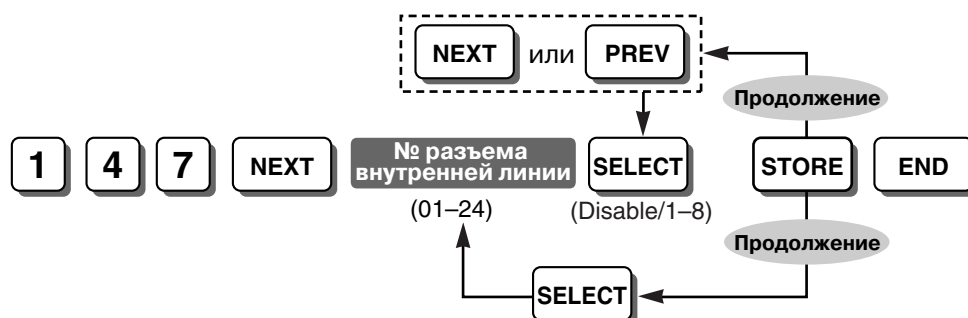 NEXT или PREV
Продолжение
1 4 7 NEXT № разъема внутренней линии SELECT STORE END
(01–24) (Disable/1–8)
Продолжение
SELECT